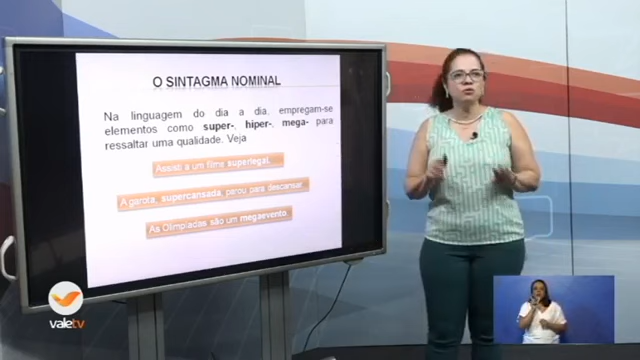 O SINTAGMA NOMINAL
Na linguagem do dia a dia, empregam-se
elementos como super-, hiper-, mega- para
ressaltar uma qualidade. Veja
Assisti a um filme superlegal.
A garota, supercansada, parou para descansar.
As Olimpíadas são um megaevento.
valetv